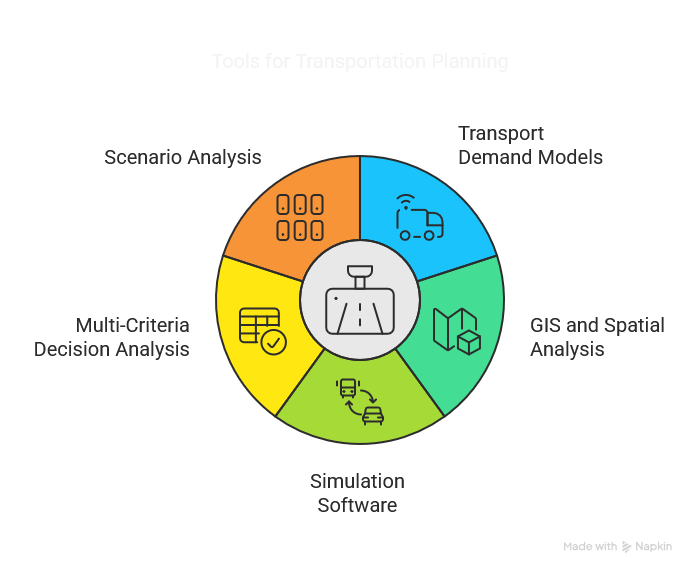 Tools for Transportation Planning
Transport
Demand Models
Scenario Analysis
GIS and Spatial
Analysis
Multi-Criteria
Decision Analysis
Simulation
Software
Made with Napkin